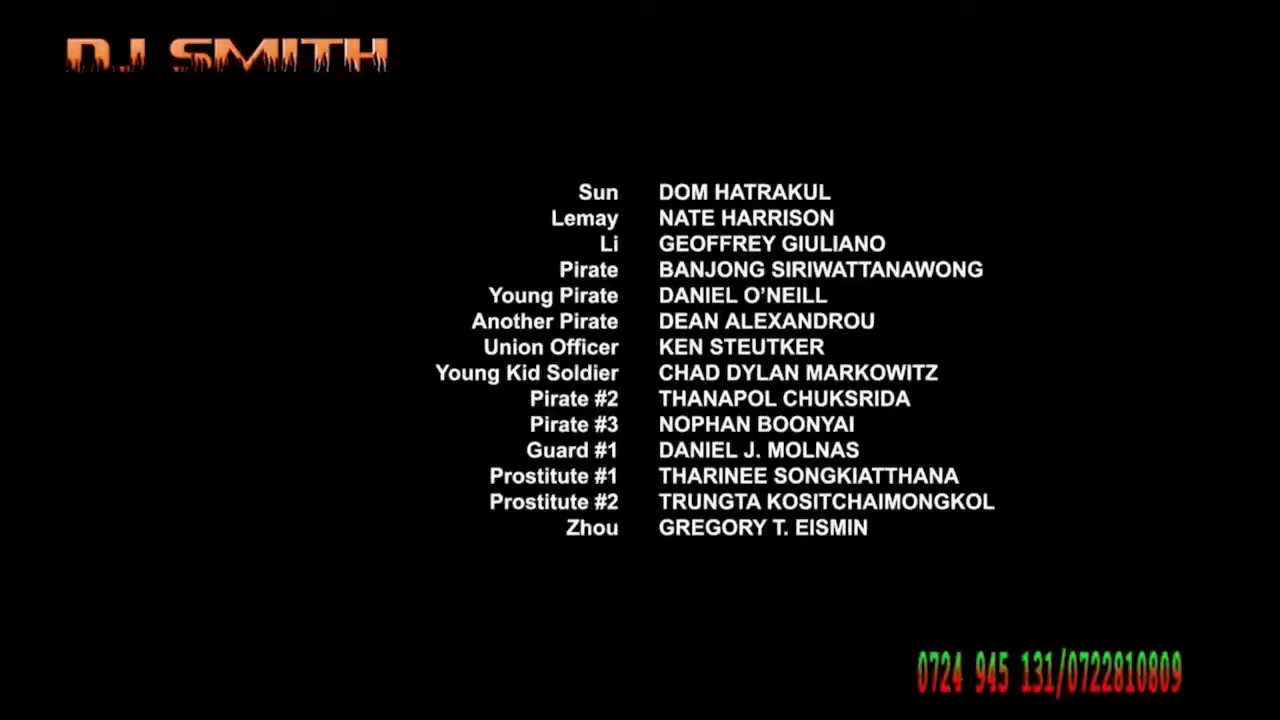 DJ SMITH
Sun DOM HATRAKUL
Lemay NATE HARRISON
Li GEOFFREY GIULIANO
Pirate BANJONG SIRIWATTANAWONG
Young Pirate DANIEL O’NEILL
Another Pirate DEAN ALEXANDROU
Union Officer KEN STEUTKER
Young Kid Soldier CHAD DYLAN MARKOWITZ
Pirate #2 THANAPOL CHUKSRIDA
Pirate #3 NOPHAN BOONYAI
Guard #1 DANIEL J. MOLNAS
Prostitute #1 THARINEE SONGKIATTHANA
Prostitute #2 TRUNGTA KOSITCHAIMONGKOL
Zhou GREGORY T. EISMIN
0724 945 131/0722810809